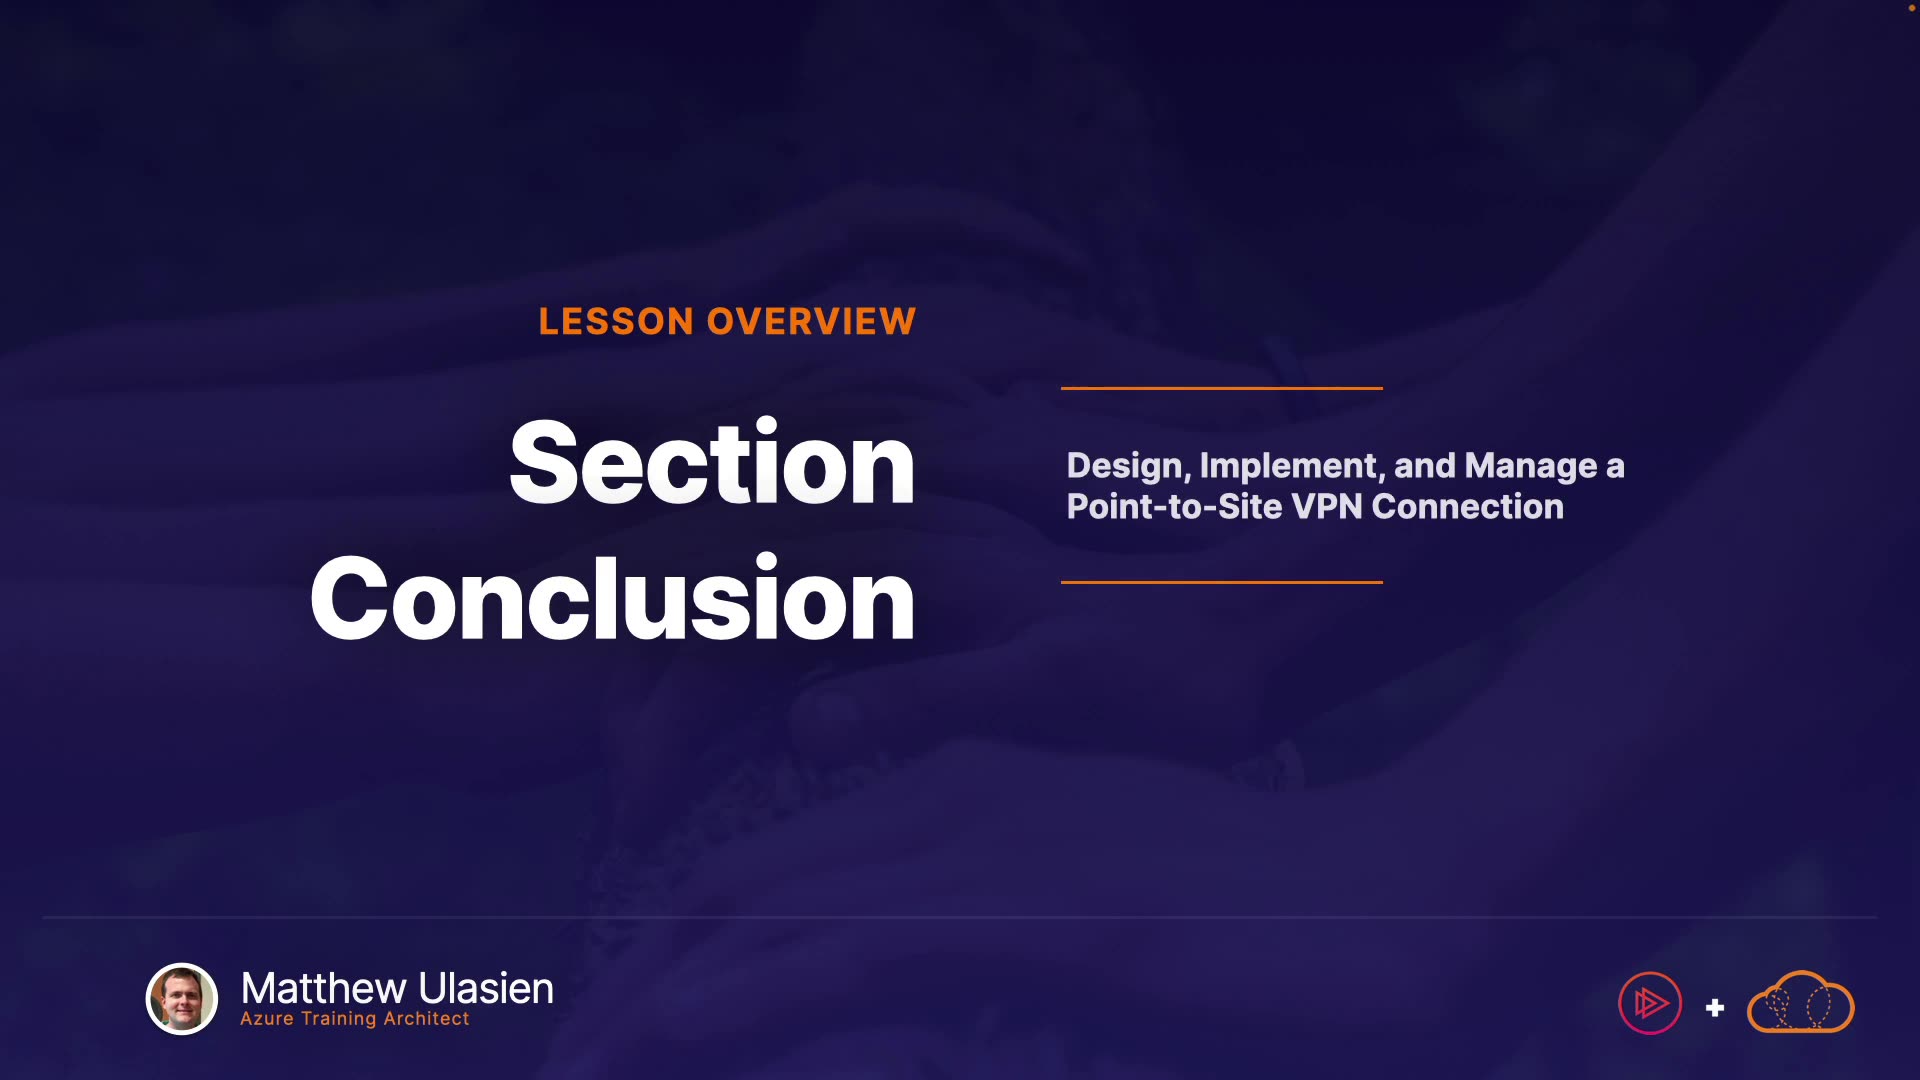 LESSON OVERVIEW
Section
Conclusion
Design, Implement, and Manage a
Point-to-Site VPN Connection
Matthew Ulasien
Azure Training Architect